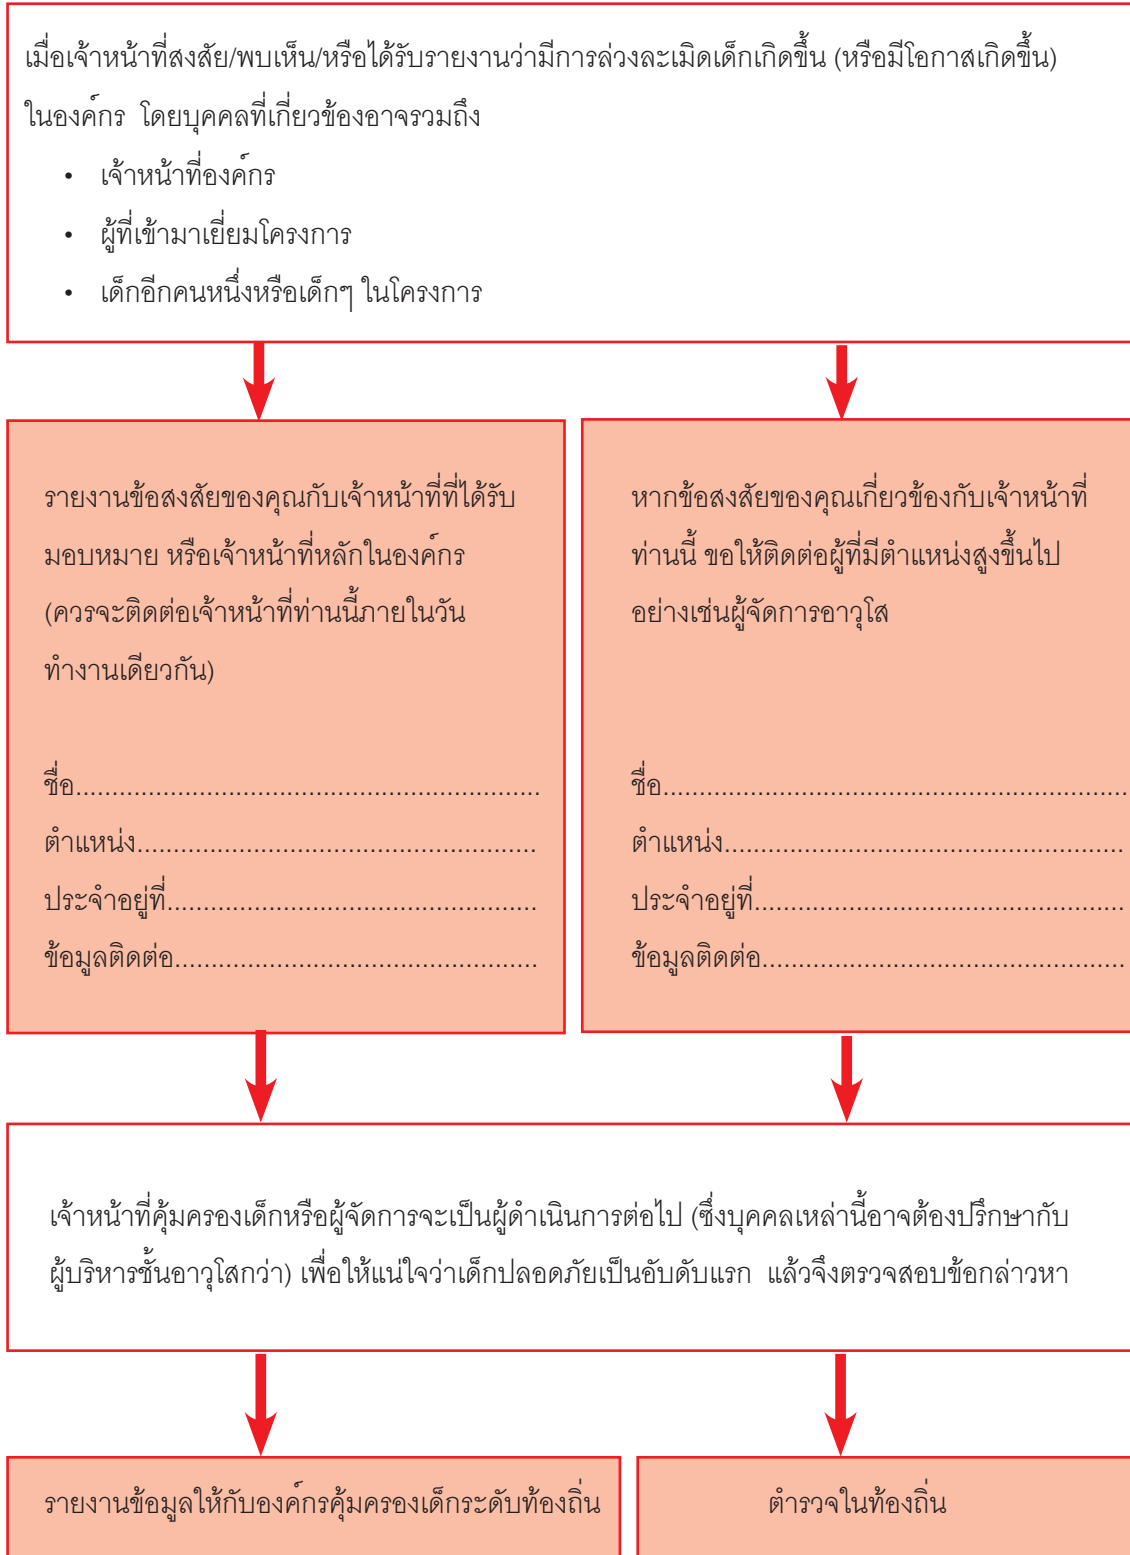 เมื่อเจ้าหน้าที่สงสัย/พบเห็น/หรือได้รับรายงานว่ามีการล่วงละเมิดเด็กเกิดขึ้น (หรือมีโอกาสเกิดขึ้น)
ในองค์กร โดยบุคคลที่เกี่ยวข้องอาจรวมถึง
• เจ้าหน้าที่องค์กร
• ผู้ที่เข้ามาเยี่ยมโครงการ
• เด็กอีกคนหนึ่งหรือเด็กๆ ในโครงการ
รายงานข้อสงสัยของคุณกับเจ้าหน้าที่ที่ได้รับ
มอบหมาย หรือเจ้าหน้าที่หลักในองค์กร
(ควรจะติดต่อเจ้าหน้าที่ท่านนี้ภายในวัน
ทำงานเดียวกัน)
ชื่อ................................................................
ตำแหน่ง.......................................................
ประจำอยู่ที่...................................................
ข้อมูลติดต่อ..................................................
หากข้อสงสัยของคุณเกี่ยวข้องกับเจ้าหน้าที่
ท่านนี้ ขอให้ติดต่อผู้ที่มีตำแหน่งสูงขึ้นไป
อย่างเช่นผู้จัดการอาวุโส
ชื่อ................................................................
ตำแหน่ง.......................................................
ประจำอยู่ที่...................................................
ข้อมูลติดต่อ..................................................
เจ้าหน้าที่คุ้มครองเด็กหรือผู้จัดการจะเป็นผู้ดำเนินการต่อไป (ซึ่งบุคคลเหล่านี้อาจต้องปรึกษากับ
ผู้บริหารชั้นอาวุโสกว่า) เพื่อให้แน่ใจว่าเด็กปลอดภัยเป็นอับดับแรก แล้วจึงตรวจสอบข้อกล่าวหา
รายงานข้อมูลให้กับองค์กรคุ้มครองเด็กระดับท้องถิ่น
ตำรวจในท้องถิ่น